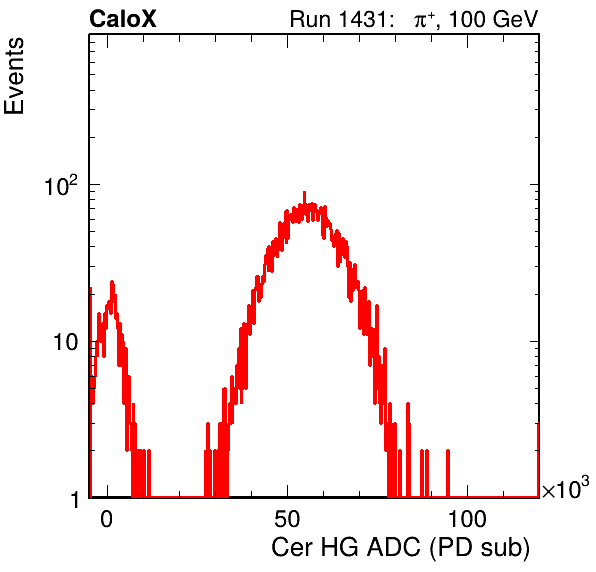 CaloX Run 1431: π⁺, 100 GeV
Events
10²
10
1
0 50 100 ×10³
Cer HG ADC (PD sub)